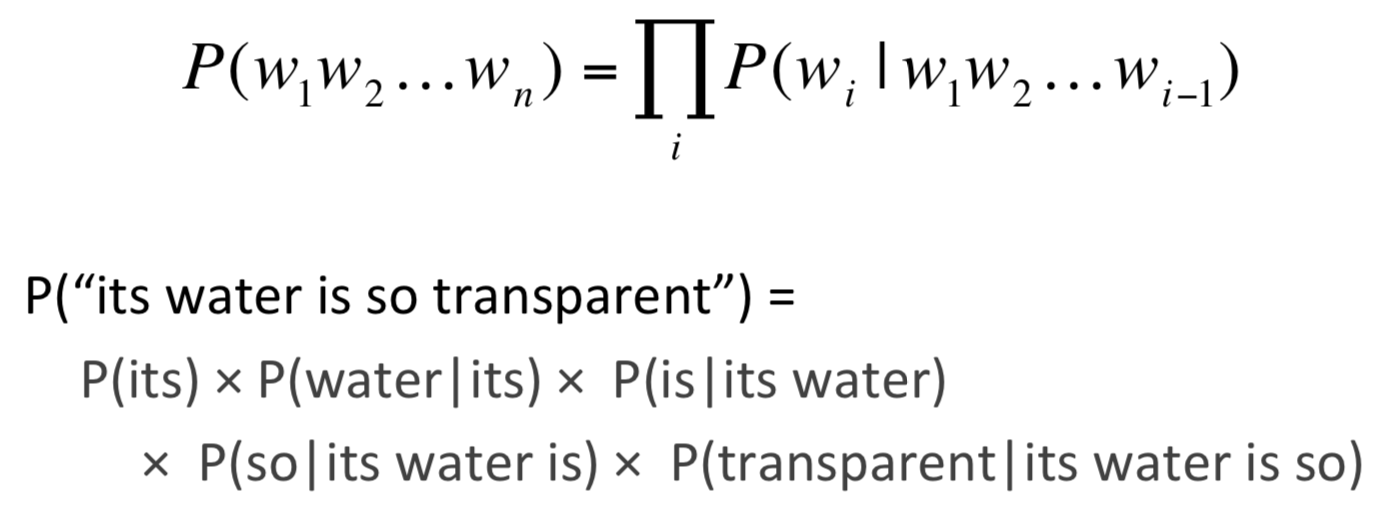 P(w₁w₂…wₙ) = ∏ P(wᵢ | w₁w₂…wᵢ₋₁)
i
P(“its water is so transparent”) =
P(its) × P(water|its) × P(is|its water)
× P(so|its water is) × P(transparent|its water is so)